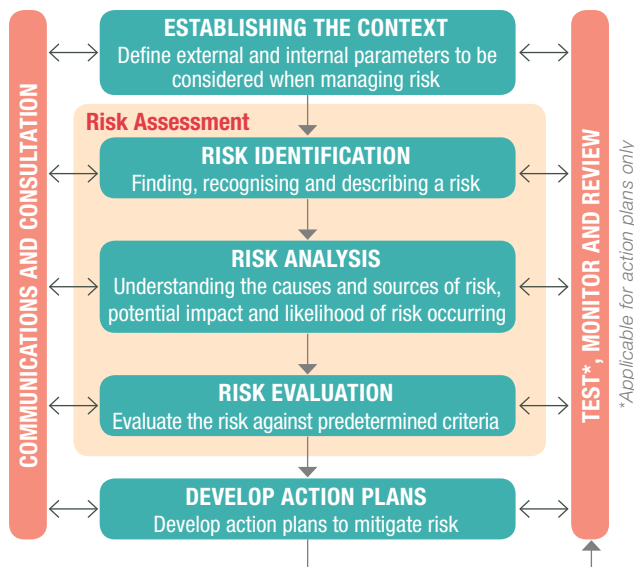 ESTABLISHING THE CONTEXT
Define external and internal parameters to be
considered when managing risk
Risk Assessment
RISK IDENTIFICATION
Finding, recognising and describing a risk
RISK ANALYSIS
Understanding the causes and sources of risk,
potential impact and likelihood of risk occurring
RISK EVALUATION
Evaluate the risk against predetermined criteria
DEVELOP ACTION PLANS
Develop action plans to mitigate risk
COMMUNICATIONS AND CONSULTATION
TEST*, MONITOR AND REVIEW
*Applicable for action plans only